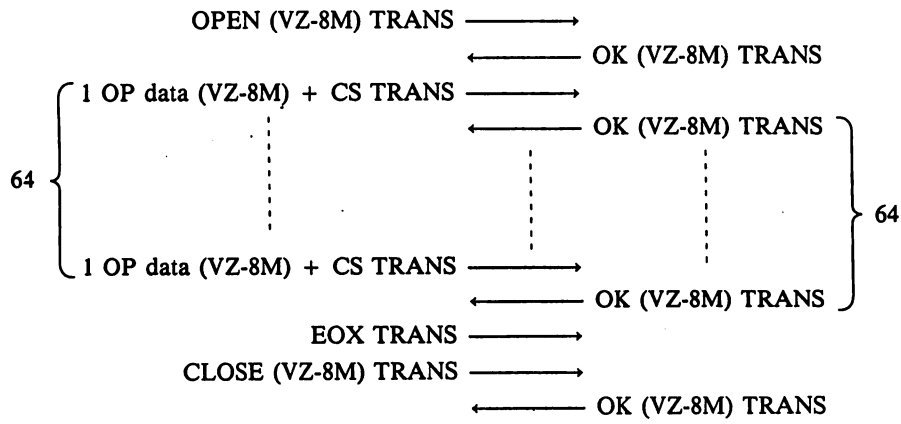 OPEN (VZ-8M) TRANS
OK (VZ-8M) TRANS
1 OP data (VZ-8M) + CS TRANS
OK (VZ-8M) TRANS
64
64
1 OP data (VZ-8M) + CS TRANS
OK (VZ-8M) TRANS
EOX TRANS
CLOSE (VZ-8M) TRANS
OK (VZ-8M) TRANS